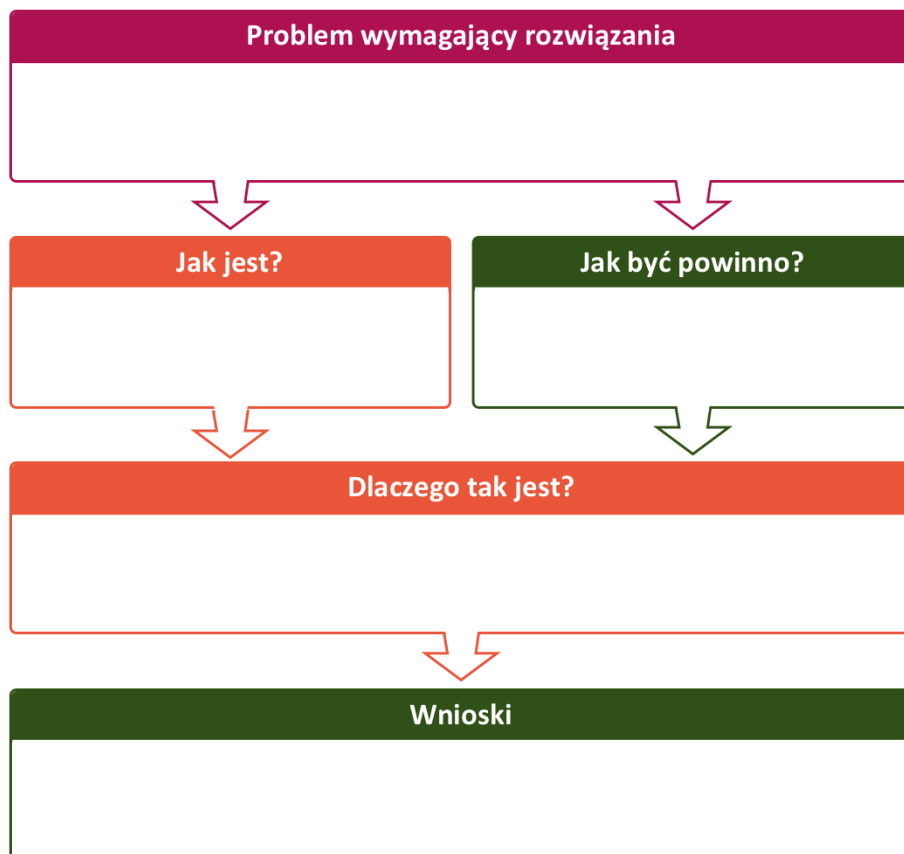 Problem wymagający rozwiązania
Jak jest?
Jak być powinno?
Dlaczego tak jest?
Wnioski